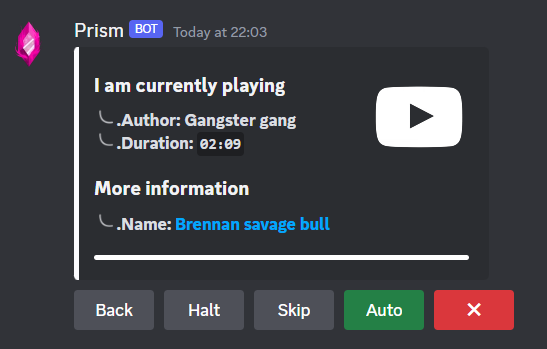 Prism BOT Today at 22:03
I am currently playing
.Author: Gangster gang
.Duration: 02:09
More information
.Name: Brennan savage bull
Back Halt Skip Auto ✕